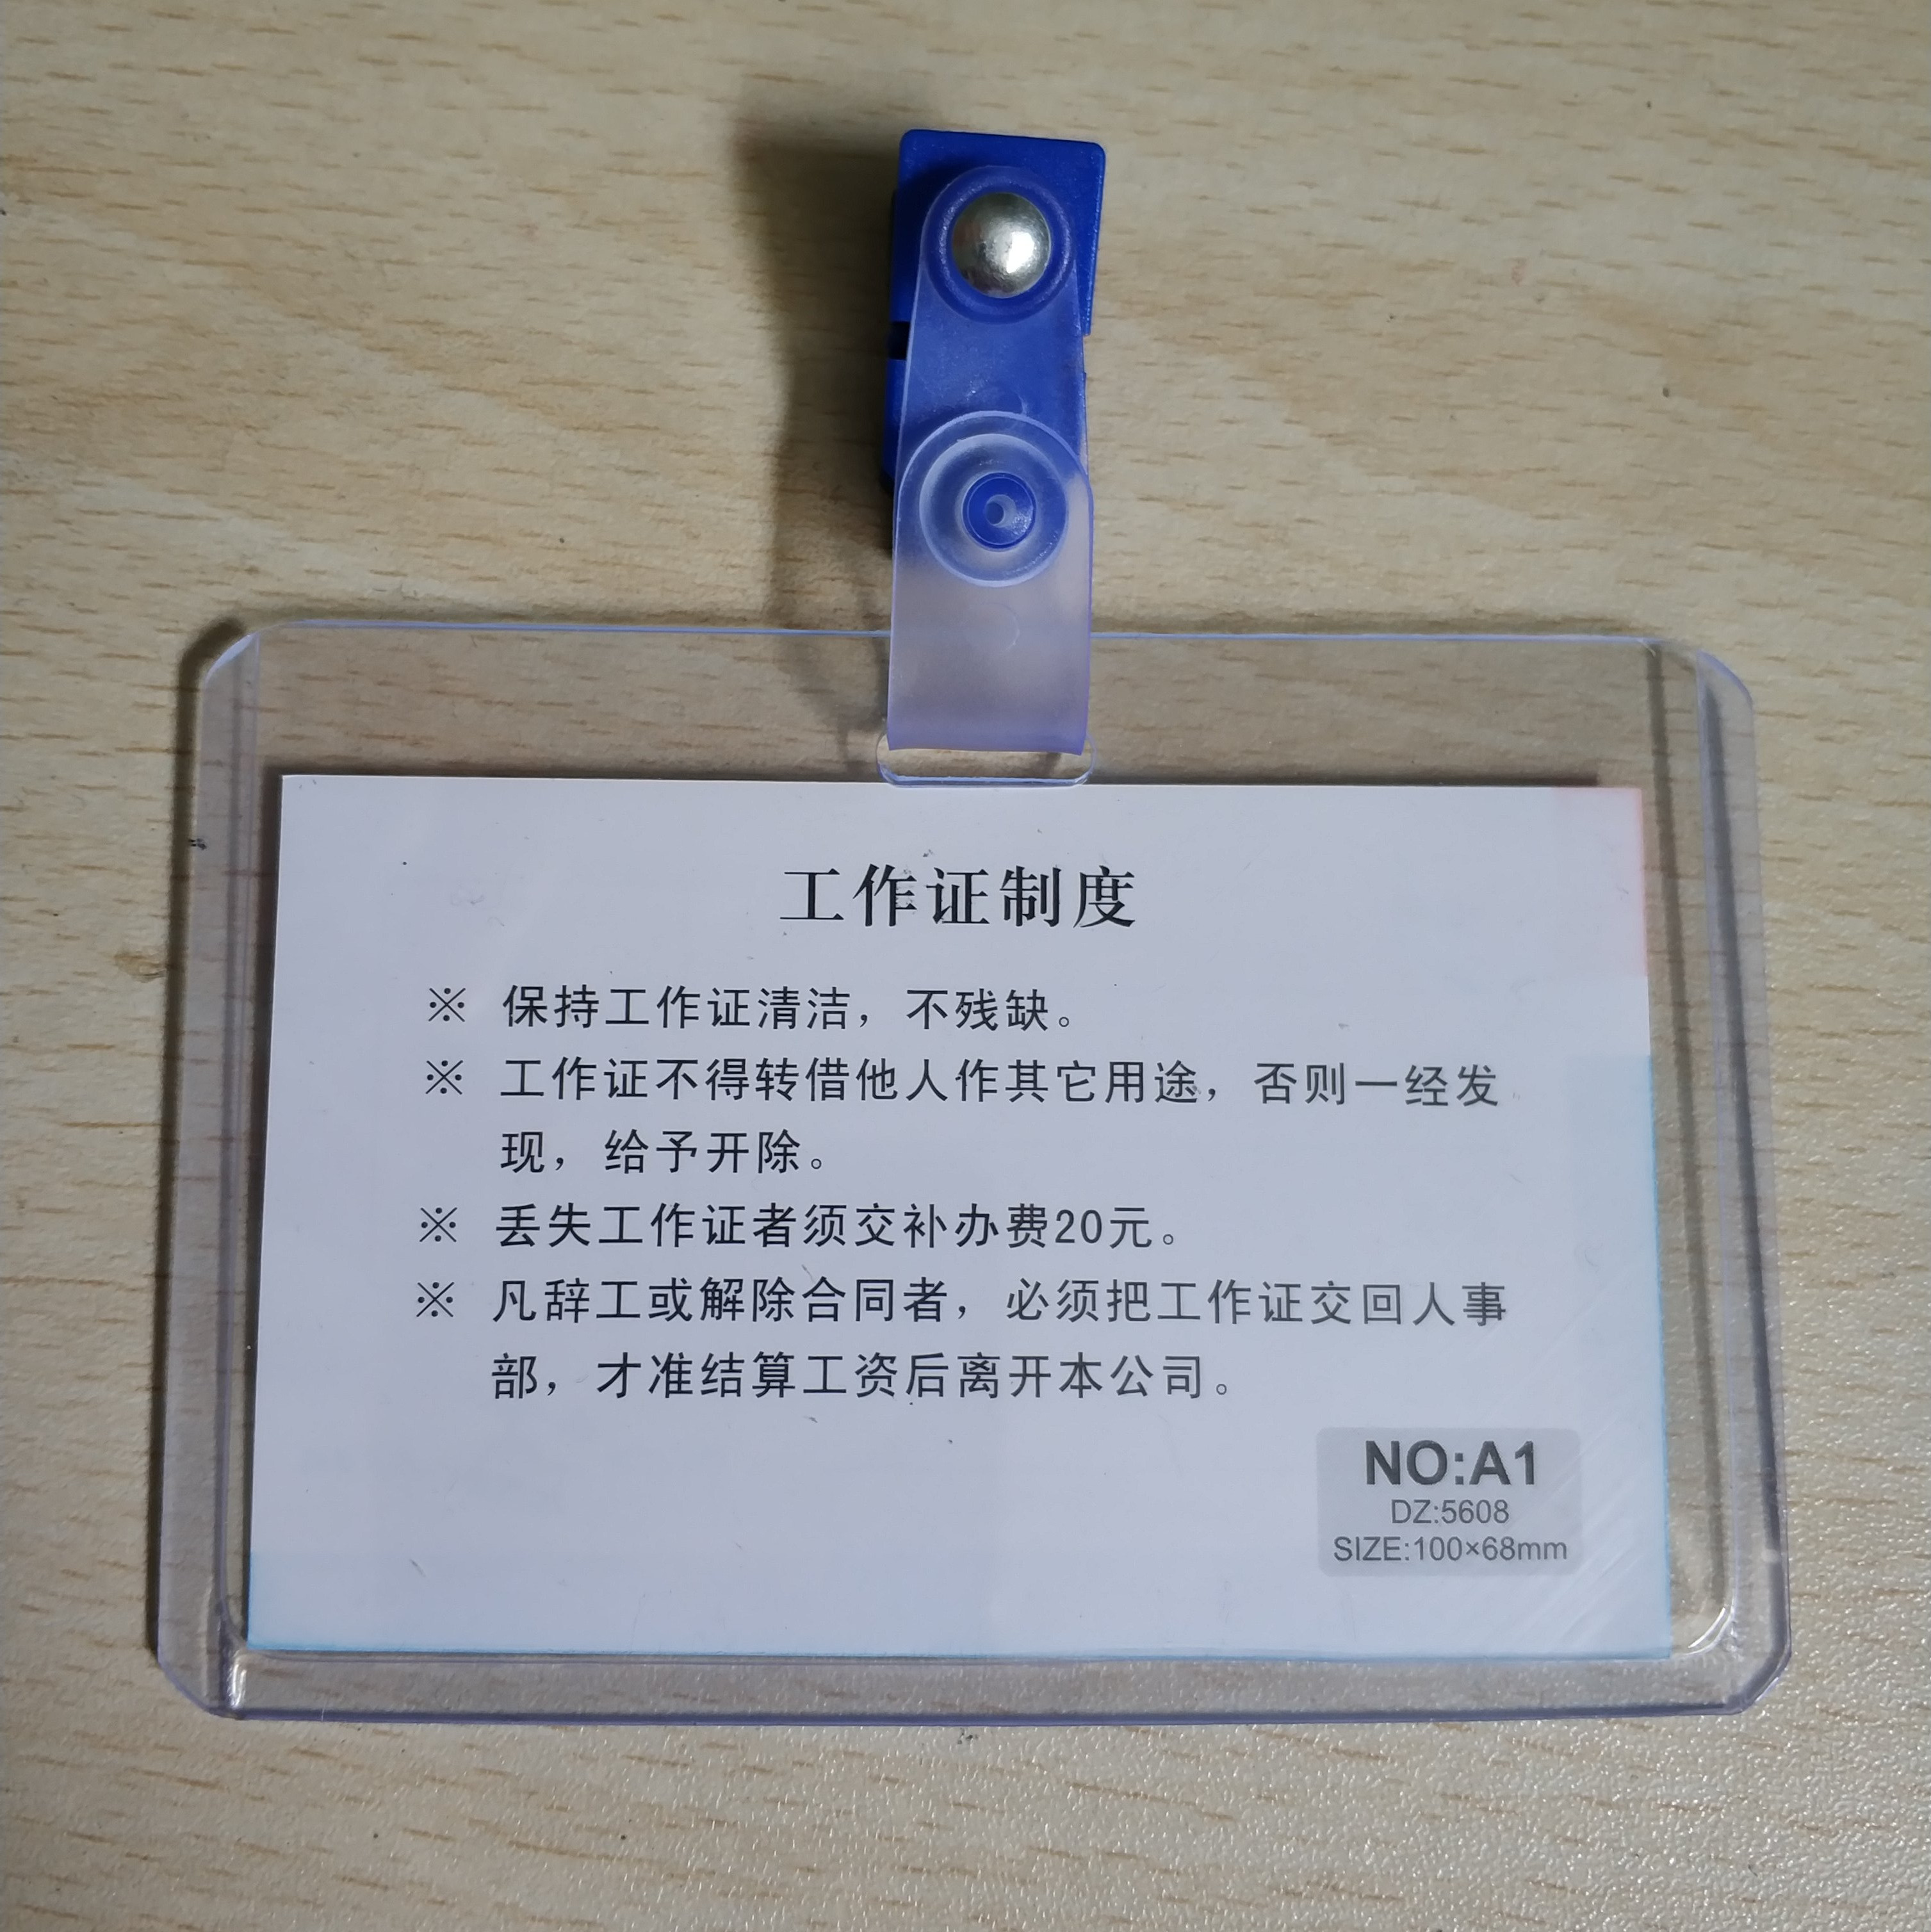 工作证制度
※ 保持工作证清洁，不残缺。
※ 工作证不得转借他人作其它用途，否则一经发
现，给予开除。
※ 丢失工作证者须交补办费20元。
※ 凡辞工或解除合同者，必须把工作证交回人事
部，才准结算工资后离开本公司。
NO:A1
DZ:5608
SIZE:100×68mm